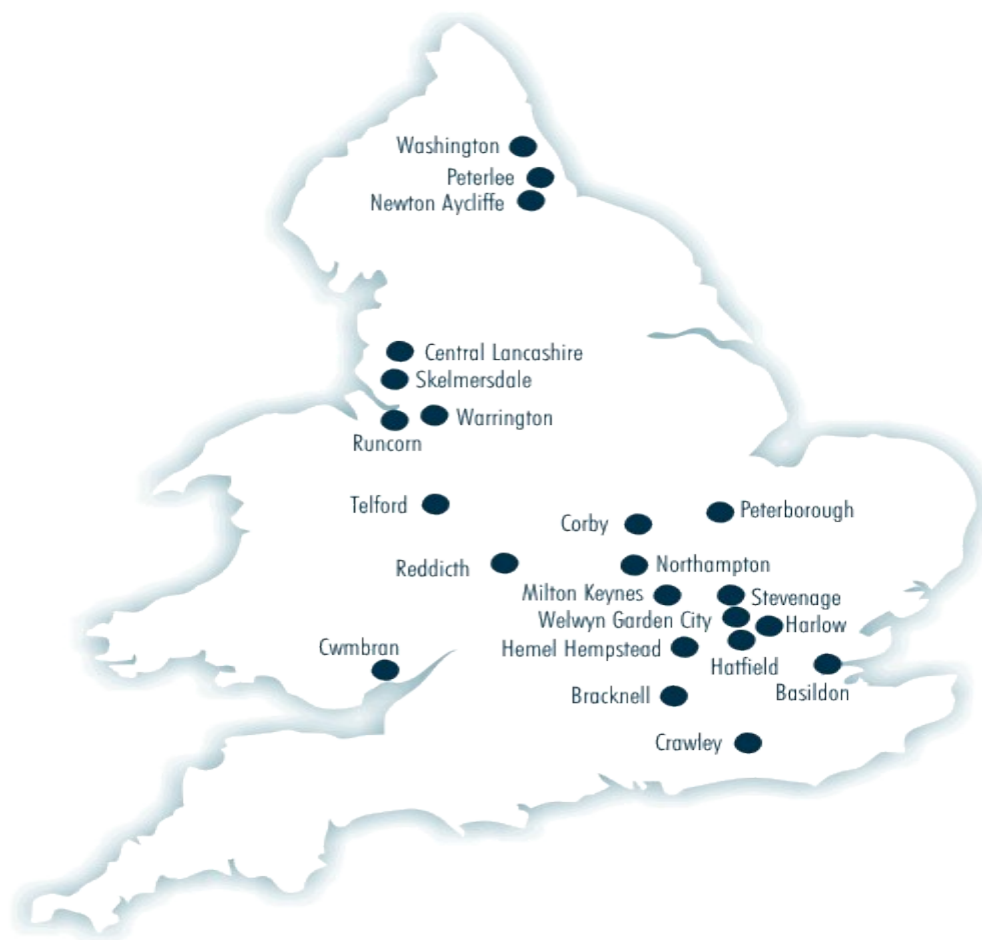 Washington
Peterlee
Newton Aycliffe
Central Lancashire
Skelmersdale
Warrington
Runcorn
Telford
Peterborough
Corby
Northampton
Reddicth
Milton Keynes
Stevenage
Welwyn Garden City
Harlow
Hemel Hempstead
Cwmbran
Hatfield
Basildon
Bracknell
Crawley